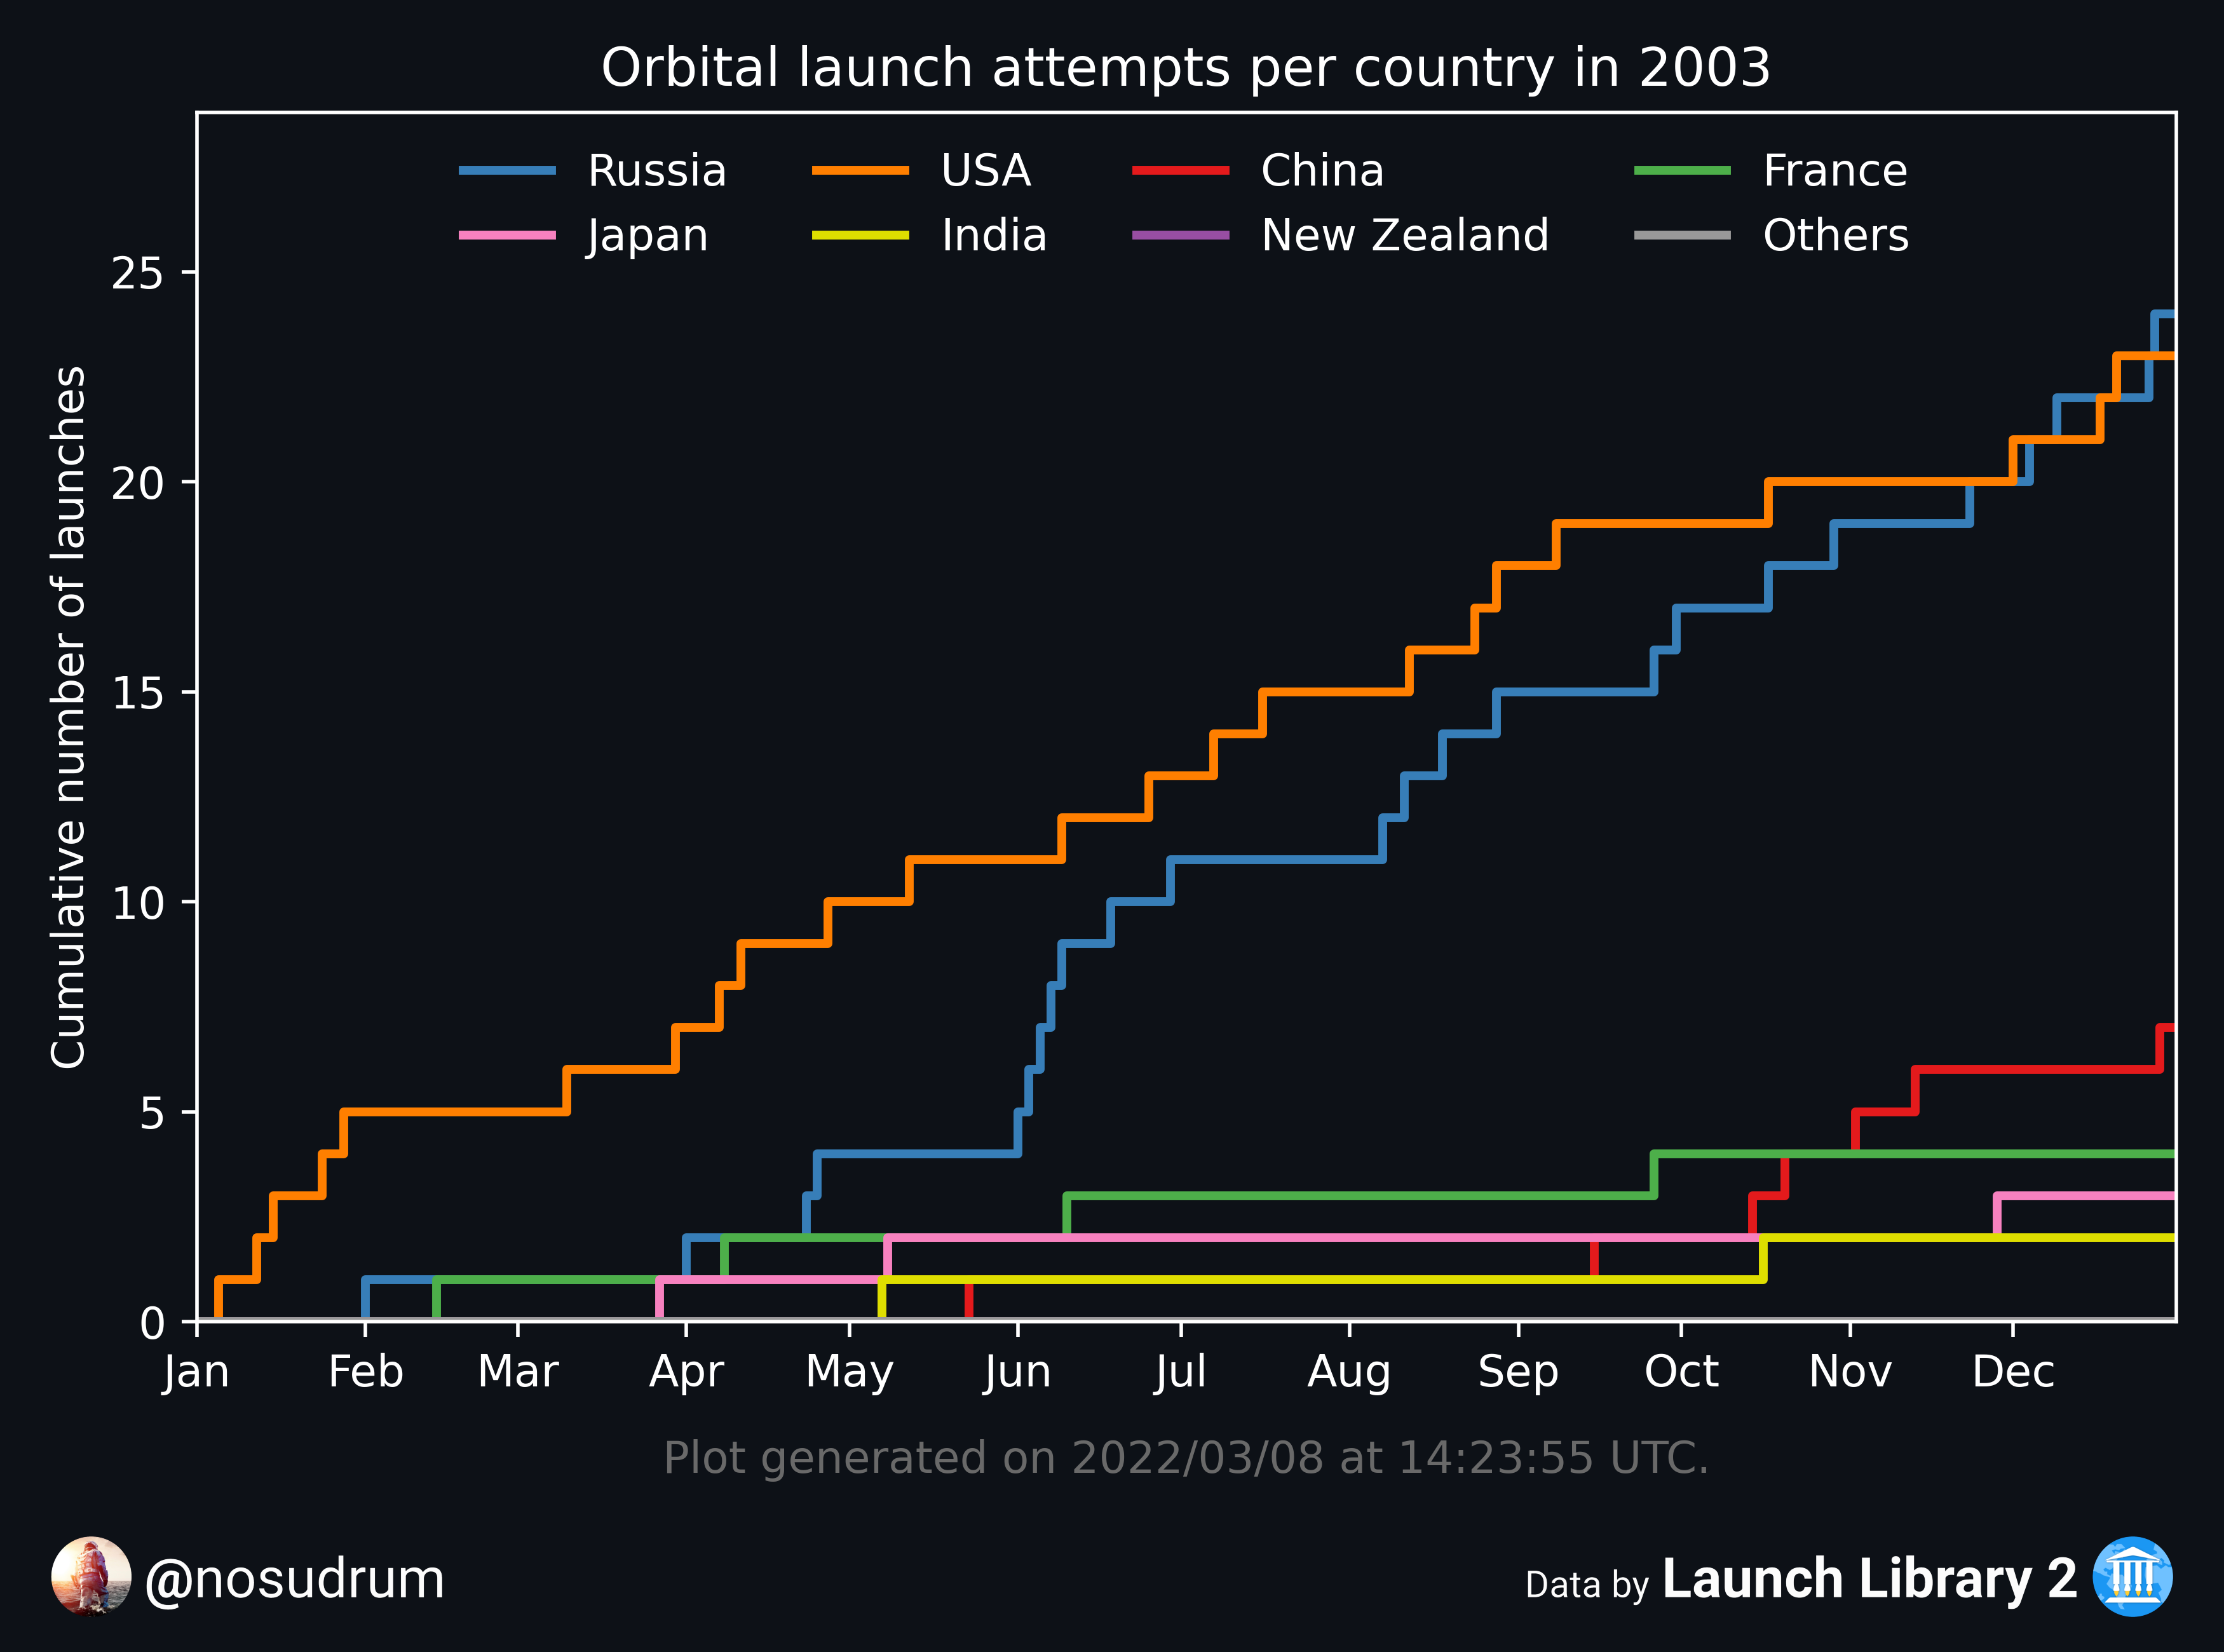 Orbital launch attempts per country in 2003
Russia USA China France
Japan India New Zealand Others
Cumulative number of launches
25
20
15
10
5
0
Jan Feb Mar Apr May Jun Jul Aug Sep Oct Nov Dec
Plot generated on 2022/03/08 at 14:23:55 UTC.
@nosudrum
Data by Launch Library 2